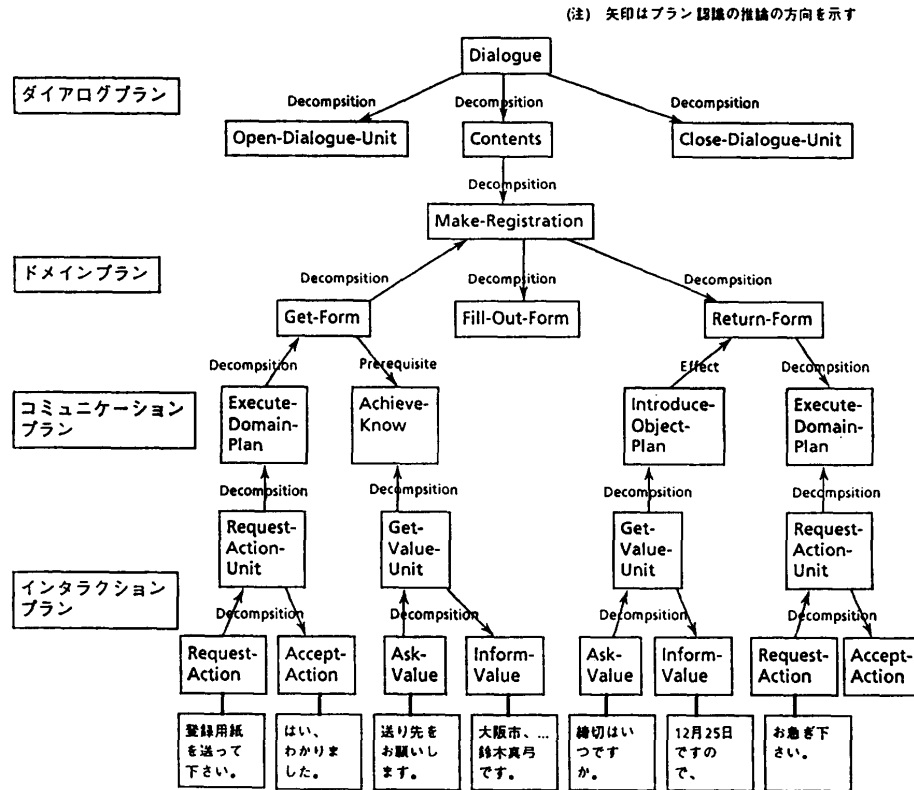 (注) 矢印はプラン認識の推論の方向を示す
Dialogue
ダイアログプラン
Decompsition
Decompsition
Decompsition
Open-Dialogue-Unit
Contents
Close-Dialogue-Unit
Decompsition
Make-Registration
ドメインプラン
Decompsition
Decompsition
Decompsition
Get-Form
Fill-Out-Form
Return-Form
Decompsition
Prerequisite
Effect
Decompsition
コミュニケーション
プラン
Execute-
Domain-
Plan
Achieve-
Know
Introduce-
Object-
Plan
Execute-
Domain-
Plan
Decompsition
Decompsition
Decompsition
Decompsition
Request-
Action-
Unit
Get-
Value-
Unit
Get-
Value-
Unit
Request-
Action-
Unit
インタラクション
プラン
Decompsition
Decompsition
Decompsition
Decompsition
Request-
Action
Accept-
Action
Ask-
Value
Inform-
Value
Ask-
Value
Inform-
Value
Request-
Action
Accept-
Action
登録用紙
を送って
下さい。
はい、
わかりま
した。
送り先を
お願いし
ます。
大阪市、...
鈴木真弓
です。
締切はい
つです
か。
12月25日
ですの
で、
お急ぎ下
さい。